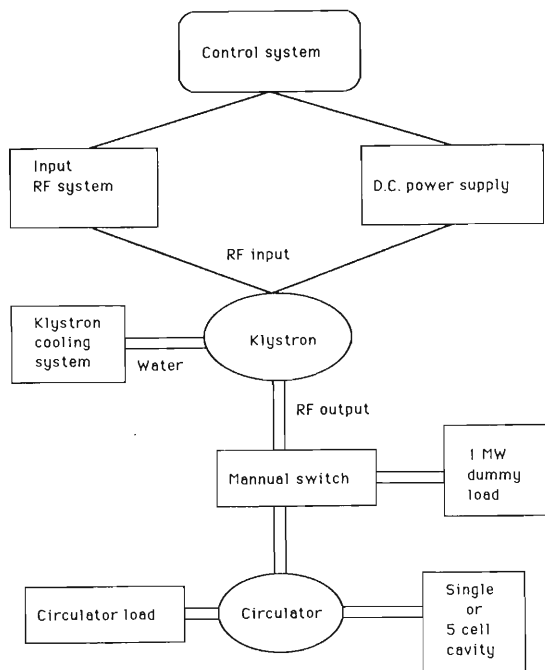 Control system
Input
RF system
D.C. power supply
RF input
Klystron
cooling
system
Water
Klystron
RF output
Mannual switch
1 MW
dummy
load
Circulator load
Circulator
Single
or
5 cell
cavity